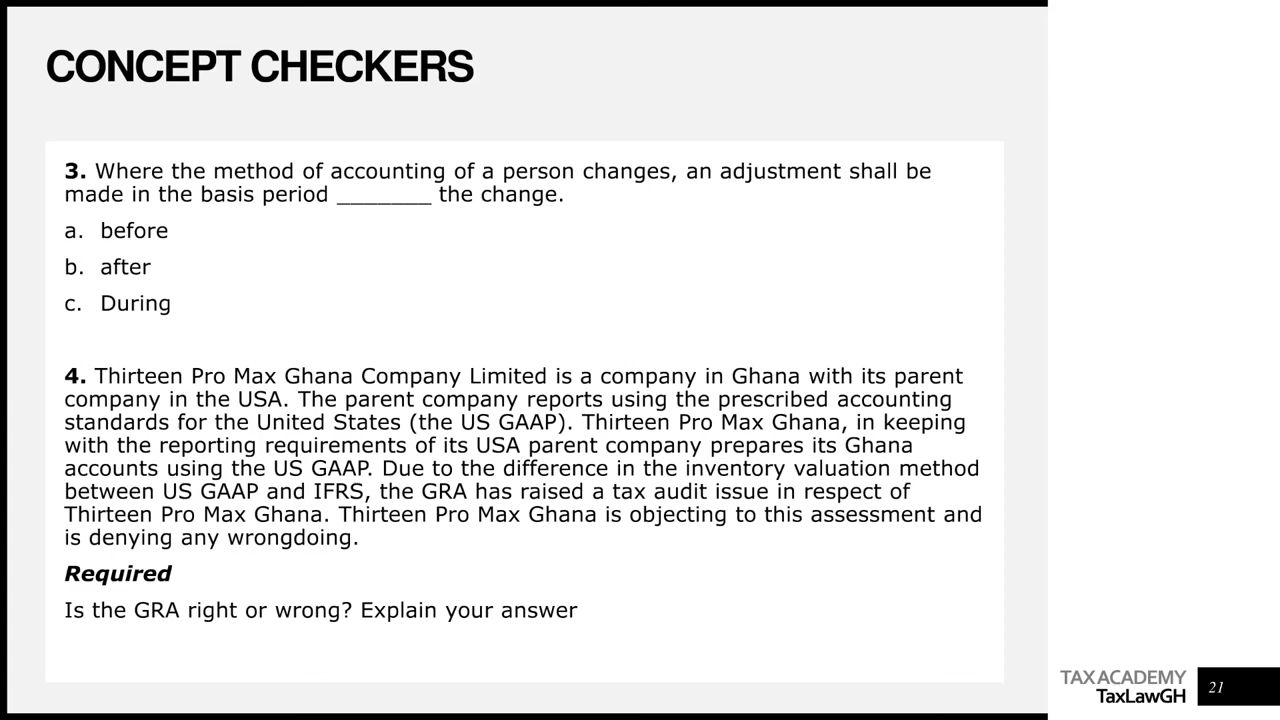 CONCEPT CHECKERS
3. Where the method of accounting of a person changes, an adjustment shall be
made in the basis period _______ the change.
a. before
b. after
c. During
4. Thirteen Pro Max Ghana Company Limited is a company in Ghana with its parent
company in the USA. The parent company reports using the prescribed accounting
standards for the United States (the US GAAP). Thirteen Pro Max Ghana, in keeping
with the reporting requirements of its USA parent company prepares its Ghana
accounts using the US GAAP. Due to the difference in the inventory valuation method
between US GAAP and IFRS, the GRA has raised a tax audit issue in respect of
Thirteen Pro Max Ghana. Thirteen Pro Max Ghana is objecting to this assessment and
is denying any wrongdoing.
Required
Is the GRA right or wrong? Explain your answer
TAX ACADEMY
TaxLawGH
21